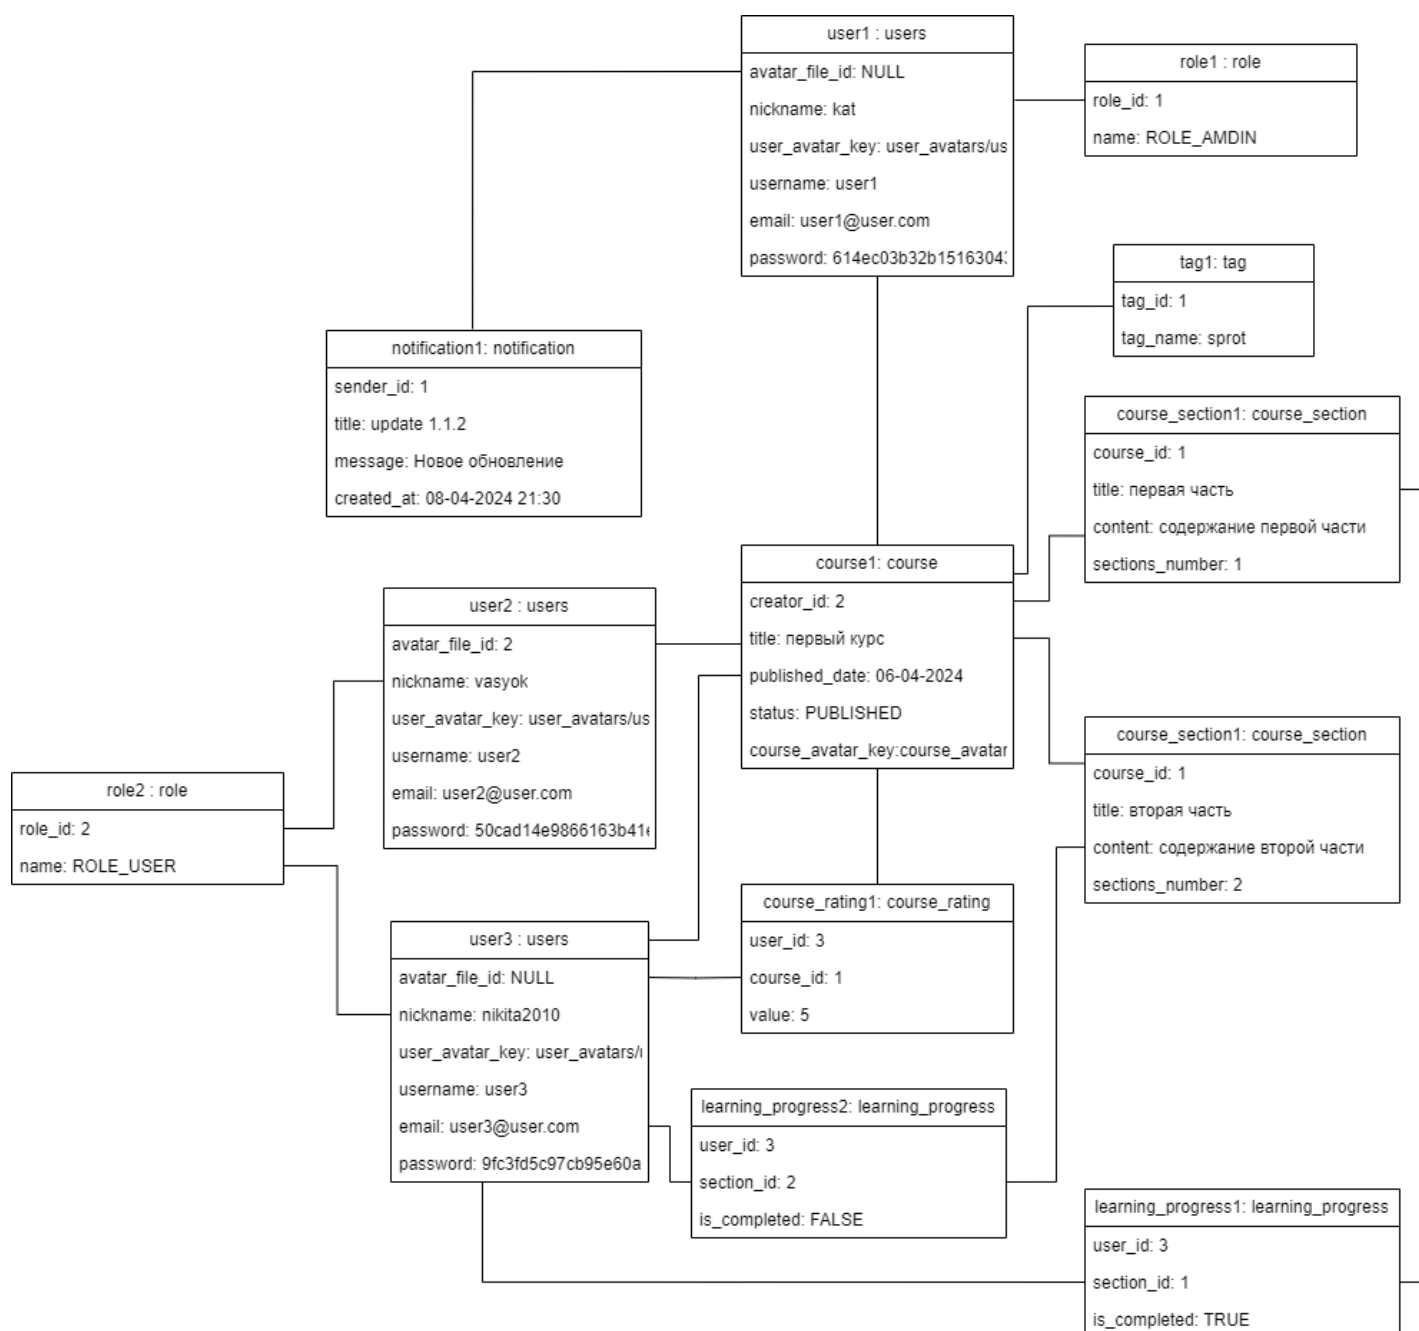 user1 : users
avatar_file_id: NULL
nickname: kat
user_avatar_key: user_avatars/us
username: user1
email: user1@user.com
password: 614ec03b32b15163043
role1 : role
role_id: 1
name: ROLE_AMDIN
tag1: tag
tag_id: 1
tag_name: sprot
notification1: notification
sender_id: 1
title: update 1.1.2
message: Новое обновление
created_at: 08-04-2024 21:30
course_section1: course_section
course_id: 1
title: первая часть
content: содержание первой части
sections_number: 1
course1: course
creator_id: 2
title: первый курс
published_date: 06-04-2024
status: PUBLISHED
course_avatar_key:course_avatar
user2 : users
avatar_file_id: 2
nickname: vasyok
user_avatar_key: user_avatars/us
username: user2
email: user2@user.com
password: 50cad14e9866163b41e
course_section1: course_section
course_id: 1
title: вторая часть
content: содержание второй части
sections_number: 2
role2 : role
role_id: 2
name: ROLE_USER
course_rating1: course_rating
user_id: 3
course_id: 1
value: 5
user3 : users
avatar_file_id: NULL
nickname: nikita2010
user_avatar_key: user_avatars/
username: user3
email: user3@user.com
password: 9fc3fd5c97cb95e60a
learning_progress2: learning_progress
user_id: 3
section_id: 2
is_completed: FALSE
learning_progress1: learning_progress
user_id: 3
section_id: 1
is_completed: TRUE